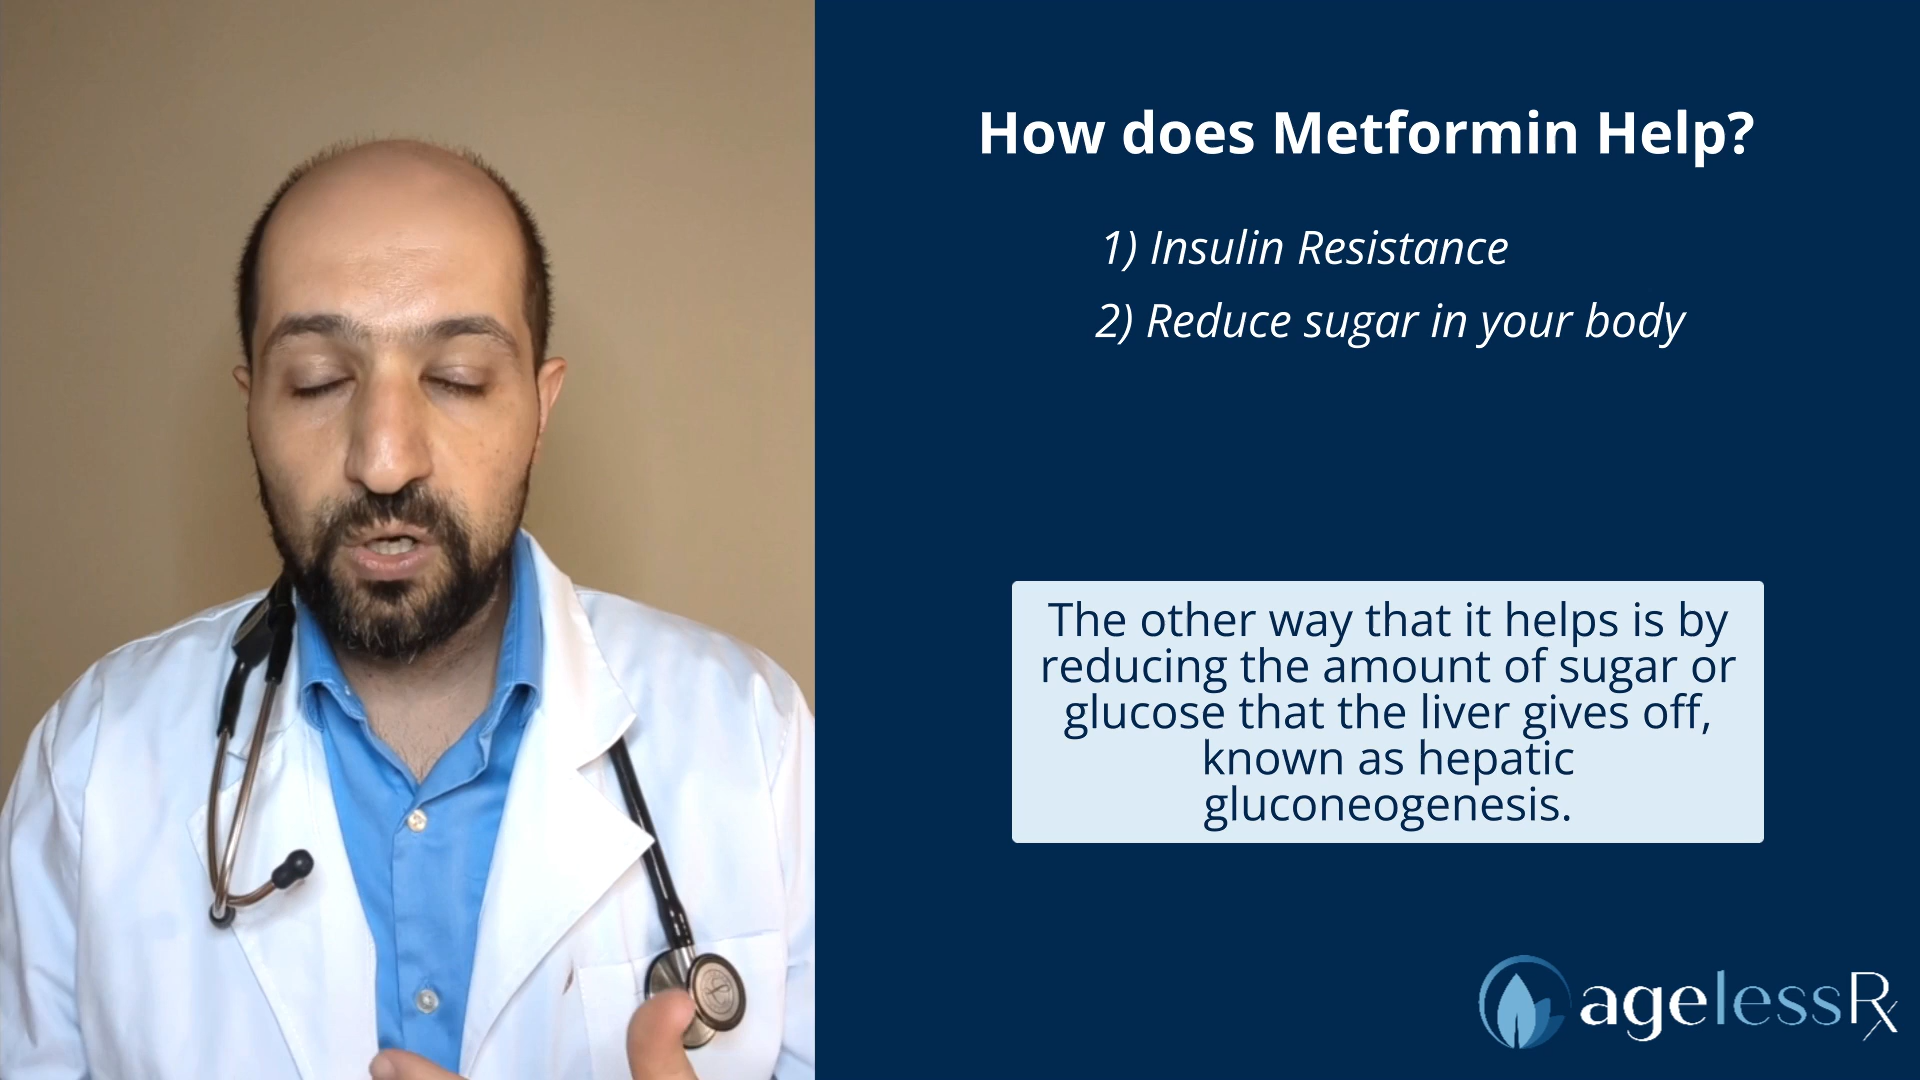 How does Metformin Help?
1) Insulin Resistance
2) Reduce sugar in your body
The other way that it helps is by
reducing the amount of sugar or
glucose that the liver gives off,
known as hepatic
gluconeogenesis.
agelessRx